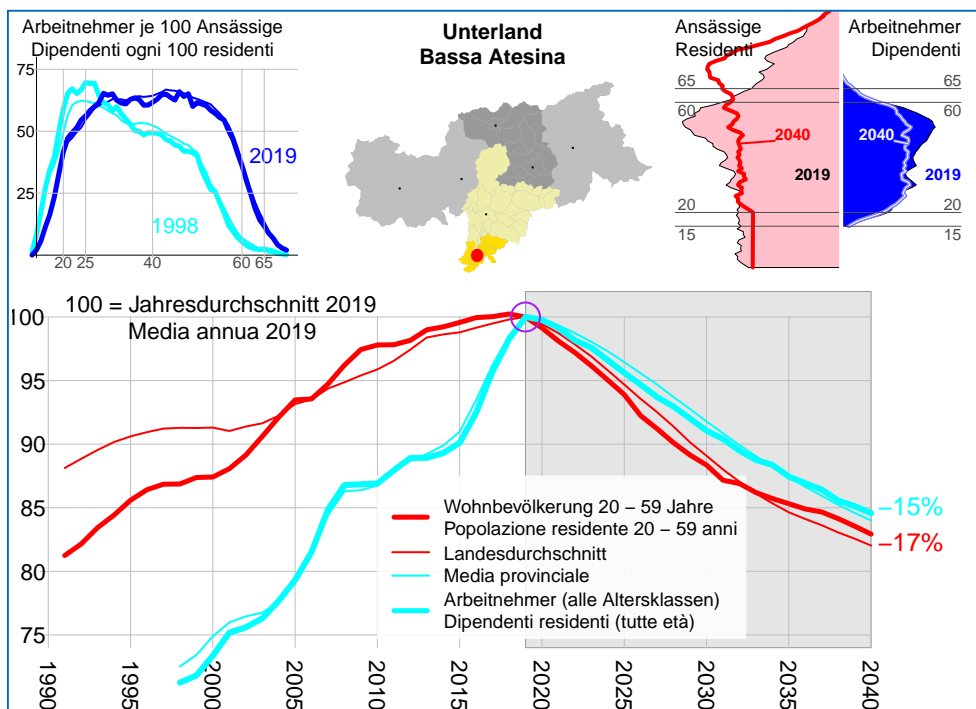 Arbeitnehmer je 100 Ansässige
Dipendenti ogni 100 residenti
75
50
25
2019
1998
20 25 40 60 65
Unterland
Bassa Atesina
Ansässige
Residenti
Arbeitnehmer
Dipendenti
65
60
2040
2019
20
15
65
60
2040
2019
20
15
100 = Jahresdurchschnitt 2019
Media annua 2019
100
95
90
85
80
75
Wohnbevölkerung 20 – 59 Jahre
Popolazione residente 20 – 59 anni
Landesdurchschnitt
Media provinciale
Arbeitnehmer (alle Altersklassen)
Dipendenti residenti (tutte età)
–15%
–17%
1990
1995
2000
2005
2010
2015
2020
2025
2030
2035
2040